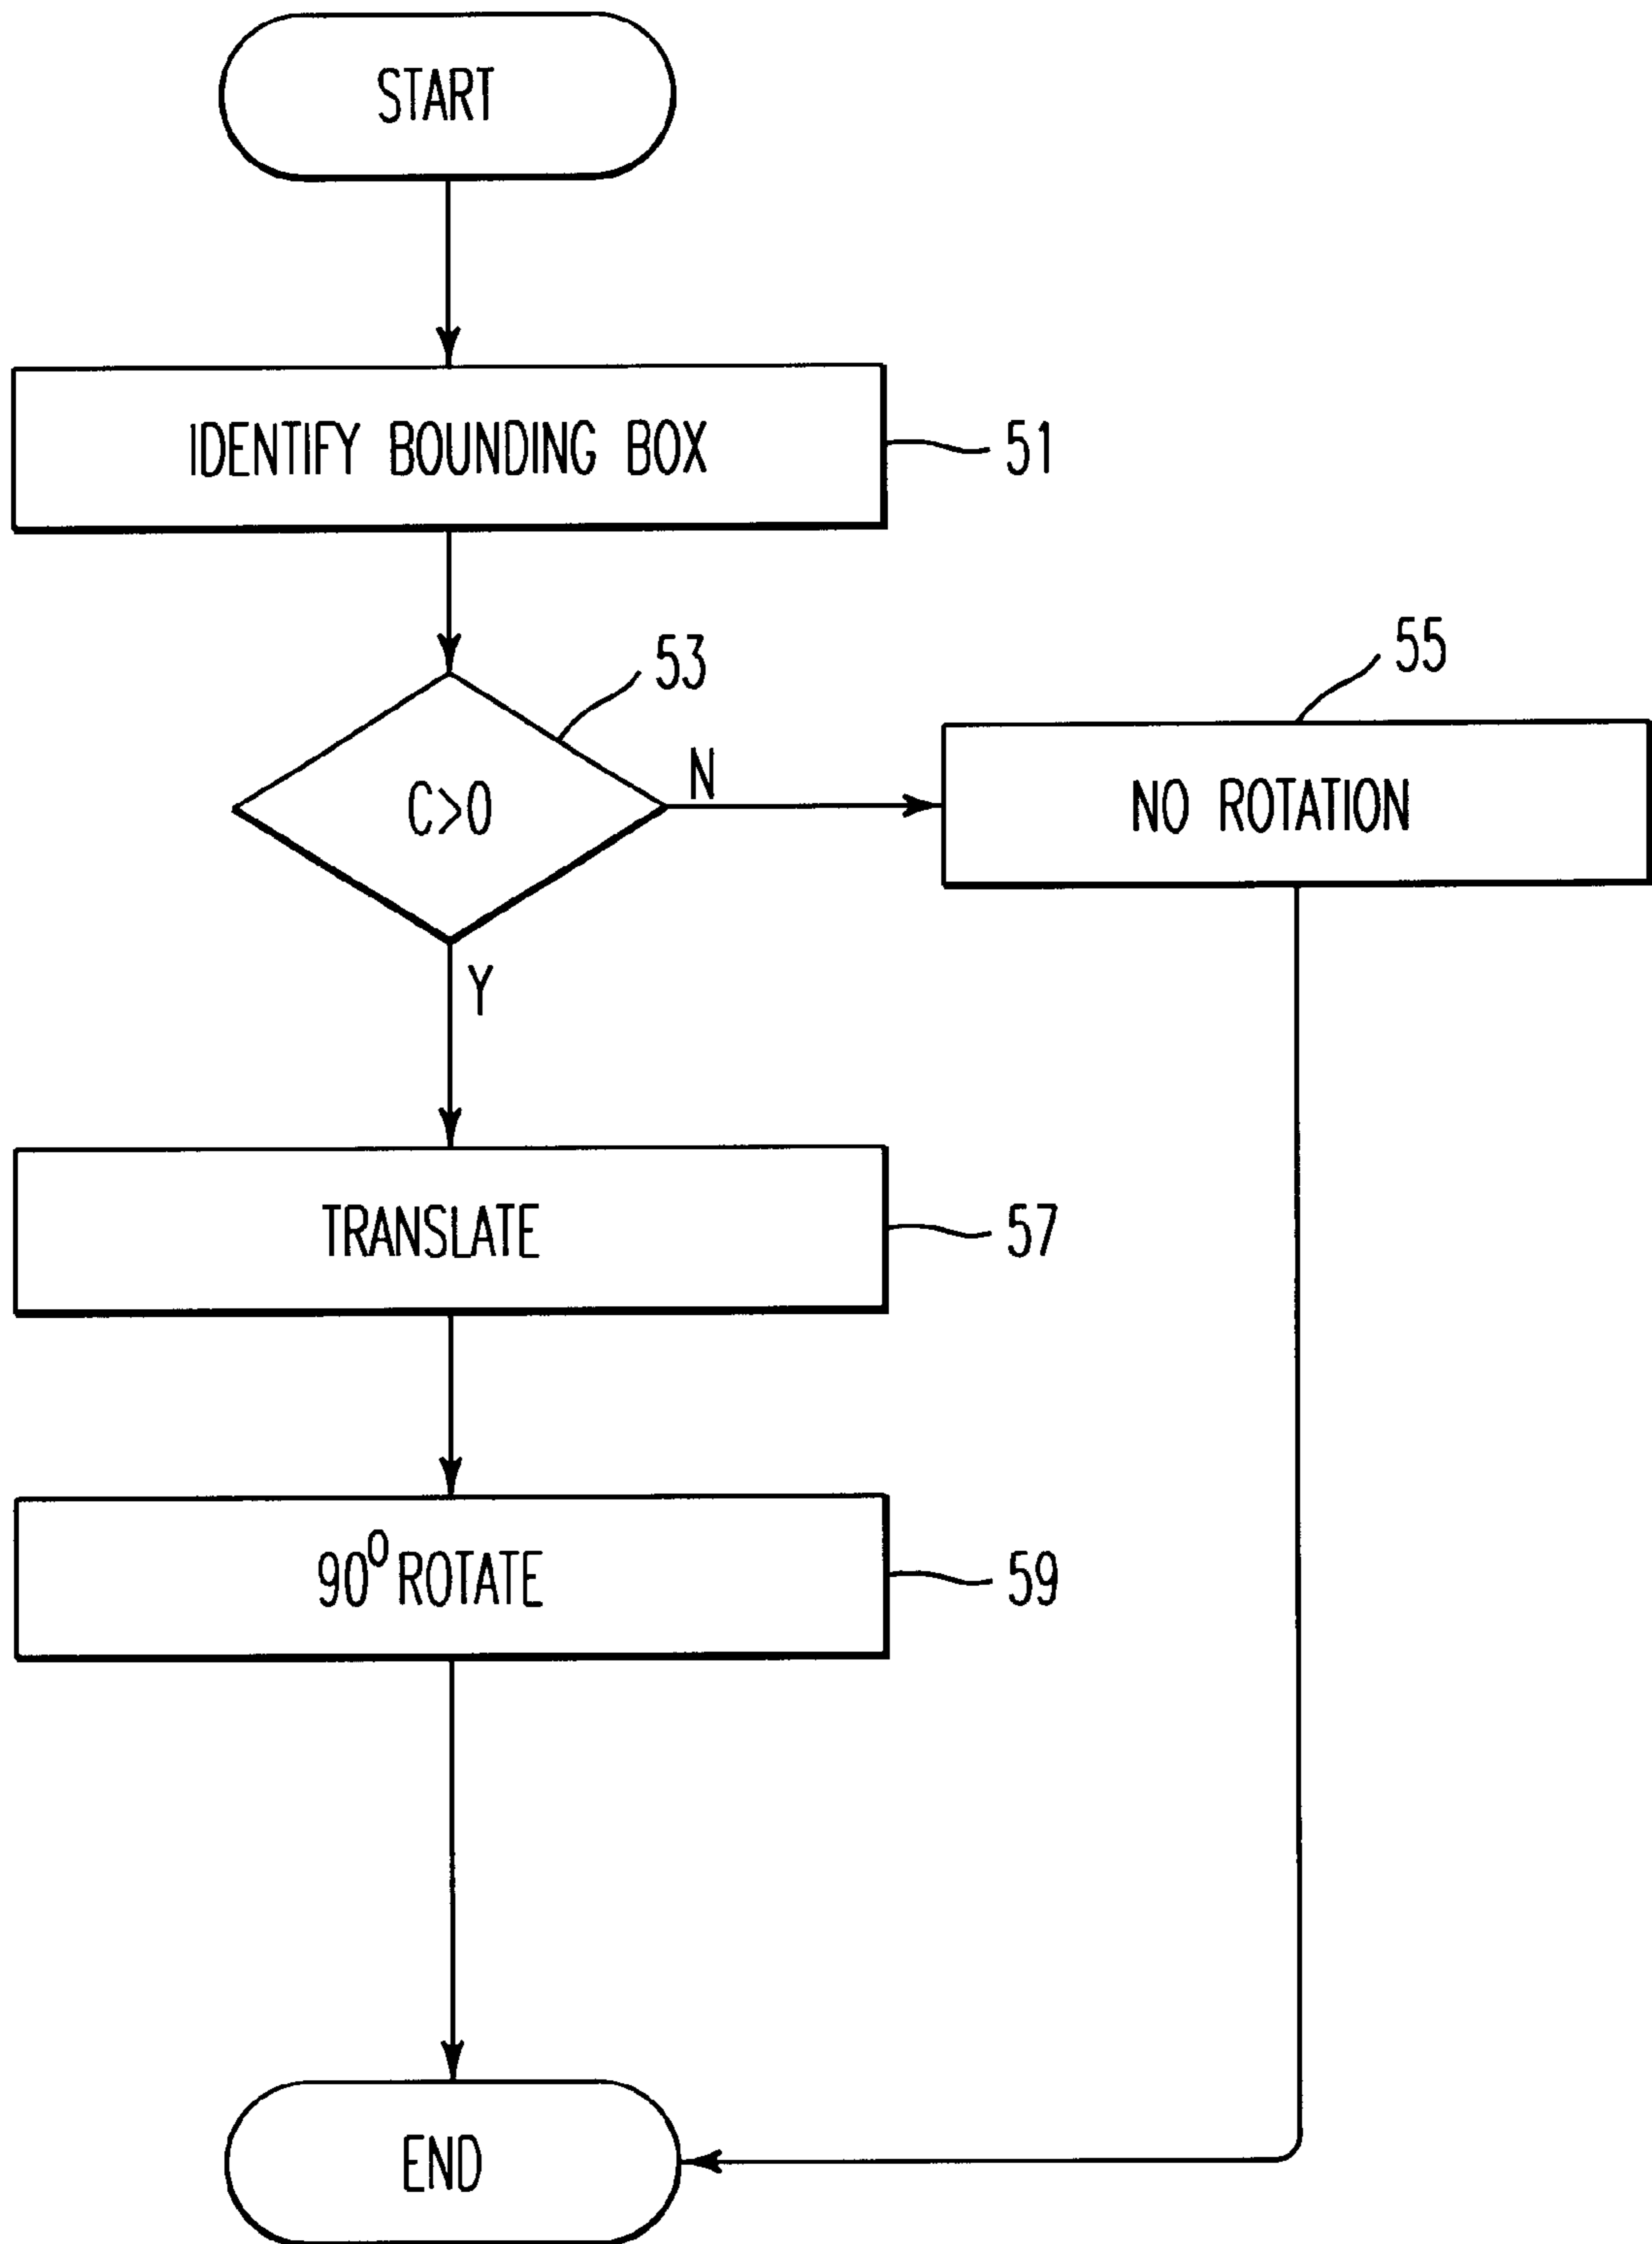 START
IDENTIFY BOUNDING BOX
51
53
55
C>0
N
NO ROTATION
Y
TRANSLATE
57
90° ROTATE
59
END